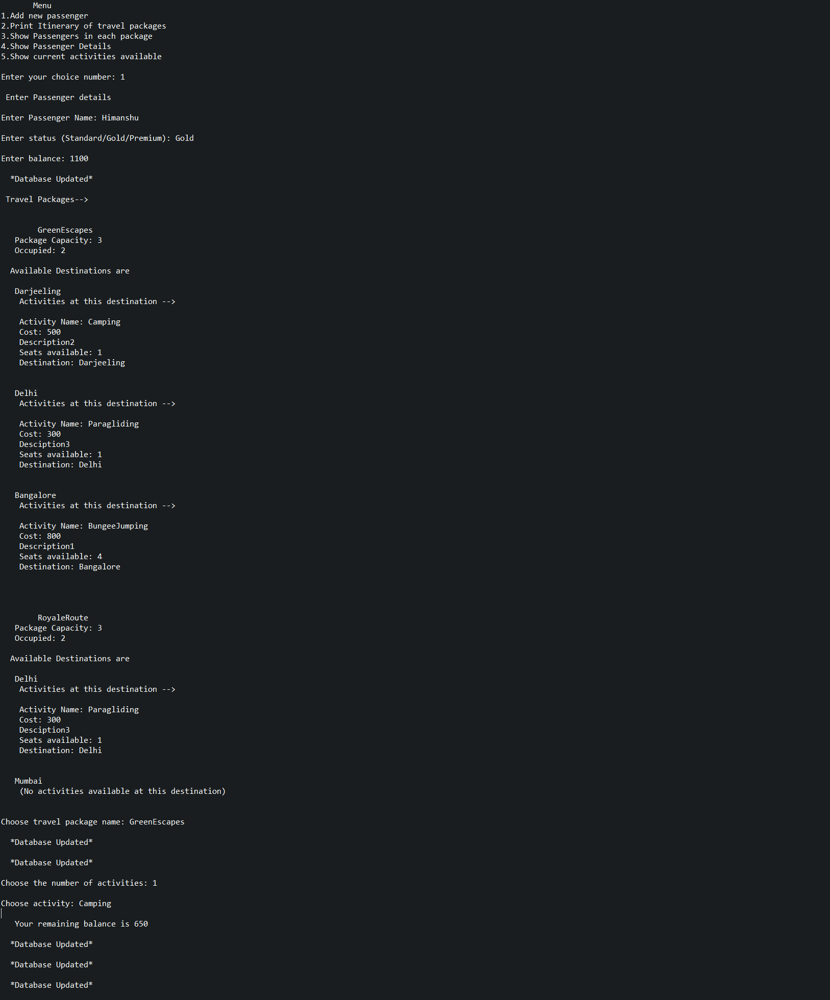 Menu
1.Add new passenger
2.Print Itinerary of travel packages
3.Show Passengers in each package
4.Show Passenger Details
5.Show current activities available
Enter your choice number: 1
Enter Passenger details
Enter Passenger Name: Himanshu
Enter status (Standard/Gold/Premium): Gold
Enter balance: 1100
*Database Updated*
Travel Packages-->
GreenEscapes
Package Capacity: 3
Occupied: 2
Available Destinations are
Darjeeling
Activities at this destination -->
Activity Name: Camping
Cost: 500
Description2
Seats available: 1
Destination: Darjeeling
Delhi
Activities at this destination -->
Activity Name: Paragliding
Cost: 300
Desciption3
Seats available: 1
Destination: Delhi
Bangalore
Activities at this destination -->
Activity Name: BungeeJumping
Cost: 800
Description1
Seats available: 4
Destination: Bangalore
RoyaleRoute
Package Capacity: 3
Occupied: 2
Available Destinations are
Delhi
Activities at this destination -->
Activity Name: Paragliding
Cost: 300
Desciption3
Seats available: 1
Destination: Delhi
Mumbai
(No activities available at this destination)
Choose travel package name: GreenEscapes
*Database Updated*
*Database Updated*
Choose the number of activities: 1
Choose activity: Camping
Your remaining balance is 650
*Database Updated*
*Database Updated*
*Database Updated*